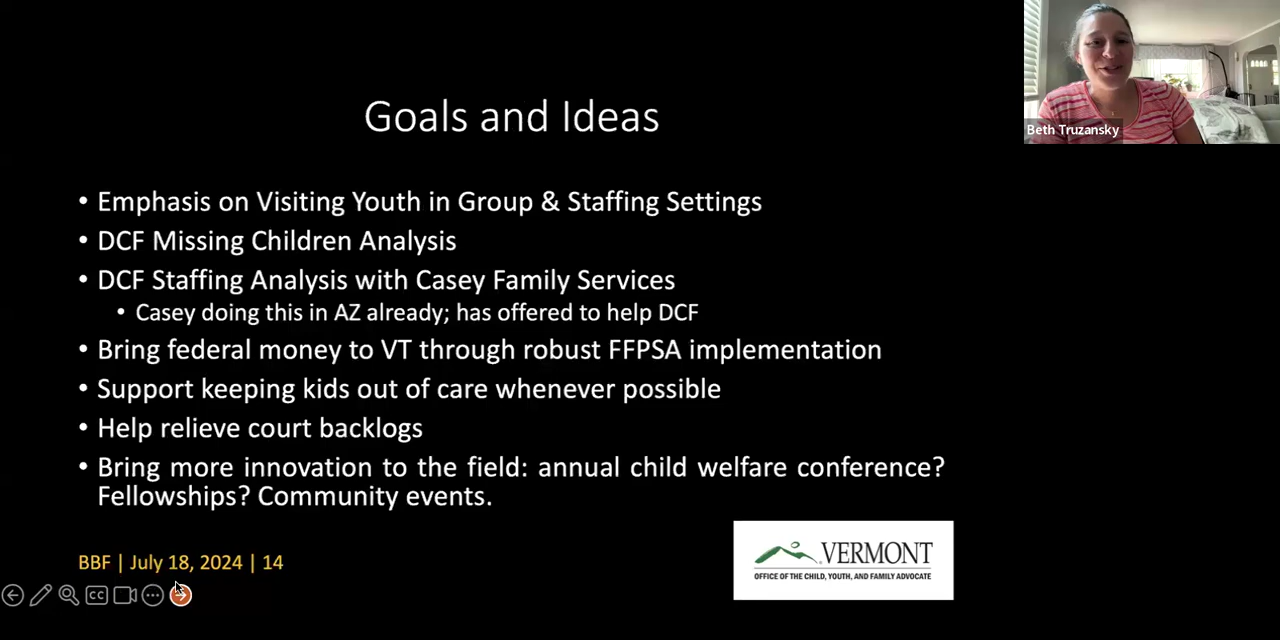 Goals and Ideas
• Emphasis on Visiting Youth in Group & Staffing Settings
• DCF Missing Children Analysis
• DCF Staffing Analysis with Casey Family Services
• Casey doing this in AZ already; has offered to help DCF
• Bring federal money to VT through robust FFPSA implementation
• Support keeping kids out of care whenever possible
• Help relieve court backlogs
• Bring more innovation to the field: annual child welfare conference?
Fellowships? Community events.
BBF | July 18, 2024 | 14
CC
VERMONT
OFFICE OF THE CHILD, YOUTH, AND FAMILY ADVOCATE
Beth Truzansky